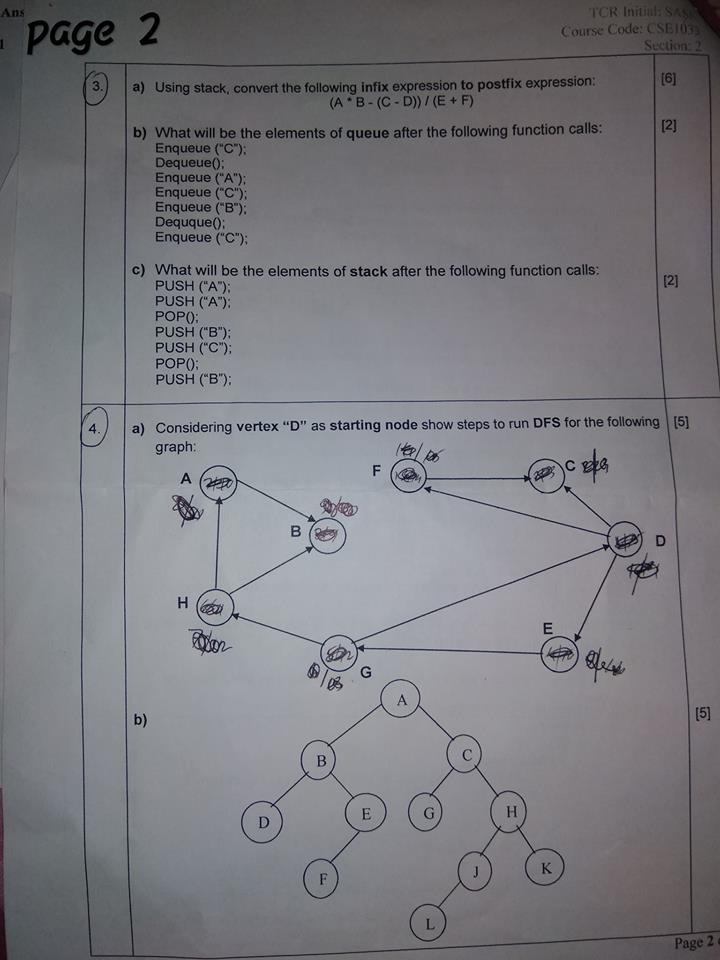 Ans
1
page 2
TCR Initial: SAS
Course Code: CSE1033
Section: 2
3.
a) Using stack, convert the following infix expression to postfix expression: [6]
(A * B - (C - D)) / (E + F)
b) What will be the elements of queue after the following function calls: [2]
Enqueue (“C”);
Dequeue();
Enqueue (“A”);
Enqueue (“C”);
Enqueue (“B”);
Dequque();
Enqueue (“C”);
c) What will be the elements of stack after the following function calls: [2]
PUSH (“A”);
PUSH (“A”);
POP();
PUSH (“B”);
PUSH (“C”);
POP();
PUSH (“B”);
4.
a) Considering vertex “D” as starting node show steps to run DFS for the following [5]
graph:
F
C
A
B
D
H
E
G
b) [5]
A
B
C
D
E
G
H
F
J
K
L
Page 2